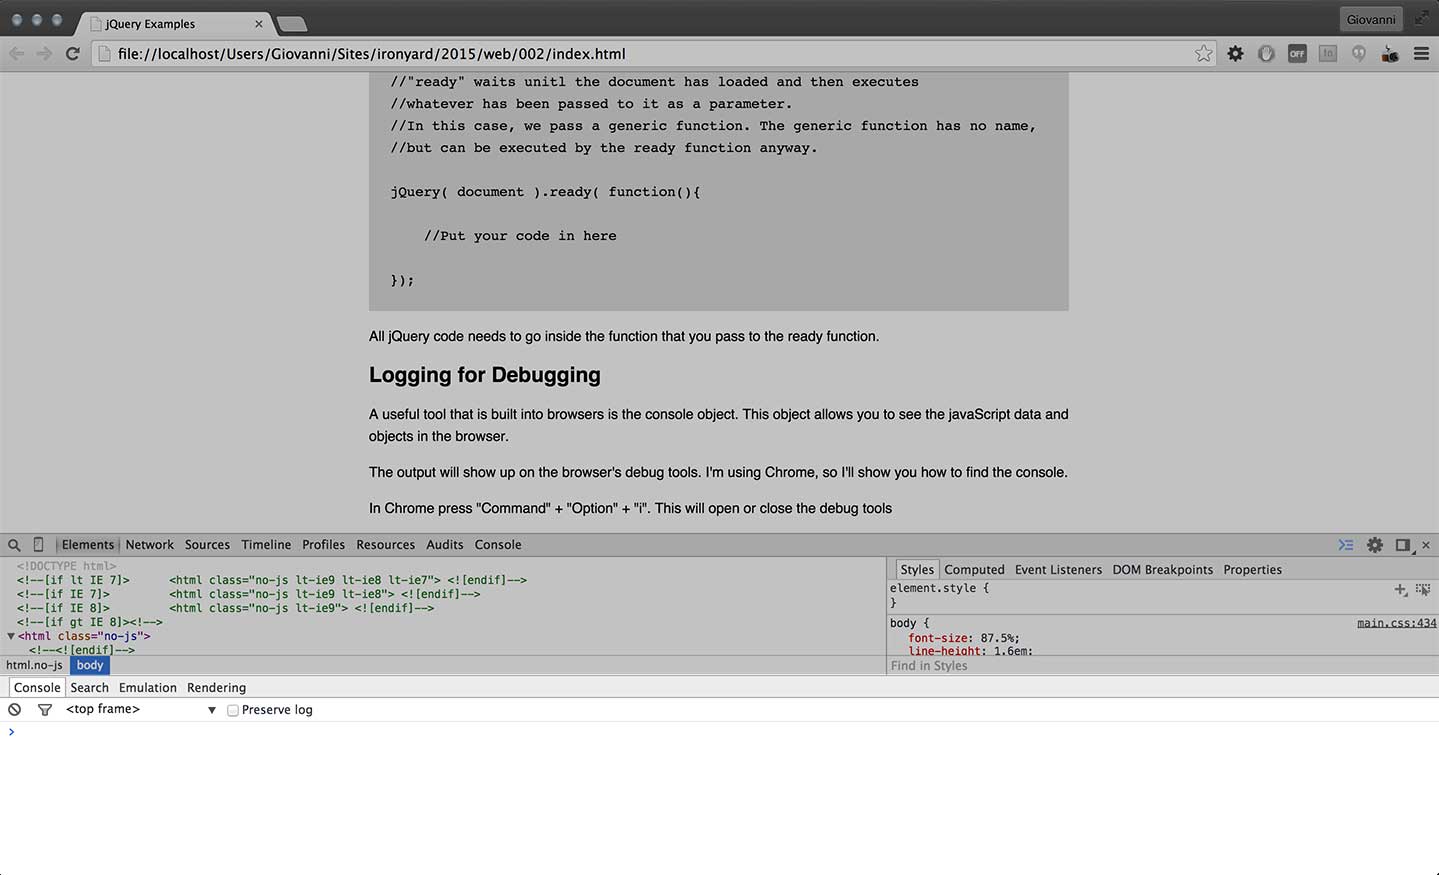 jQuery Examples
Giovanni
file://localhost/Users/Giovanni/Sites/ironyard/2015/web/002/index.html
OFF
to
//"ready" waits unitl the document has loaded and then executes
//whatever has been passed to it as a parameter.
//In this case, we pass a generic function. The generic function has no name,
//but can be executed by the ready function anyway.
jQuery( document ).ready( function(){
//Put your code in here
});
All jQuery code needs to go inside the function that you pass to the ready function.
Logging for Debugging
A useful tool that is built into browsers is the console object. This object allows you to see the javaScript data and
objects in the browser.
The output will show up on the browser's debug tools. I'm using Chrome, so I'll show you how to find the console.
In Chrome press "Command" + "Option" + "i". This will open or close the debug tools
Elements Network Sources Timeline Profiles Resources Audits Console
<!DOCTYPE html>
<!--[if lt IE 7]>      <html class="no-js lt-ie9 lt-ie8 lt-ie7"> <![endif]-->
<!--[if IE 7]>         <html class="no-js lt-ie9 lt-ie8"> <![endif]-->
<!--[if IE 8]>         <html class="no-js lt-ie9"> <![endif]-->
<!--[if gt IE 8]><!-->
<html class="no-js">
<!--<![endif]-->
html.no-js body
Styles Computed Event Listeners DOM Breakpoints Properties
element.style {
}
body { main.css:434
font-size: 87.5%;
line-height: 1.6em;
Find in Styles
Console Search Emulation Rendering
<top frame> Preserve log